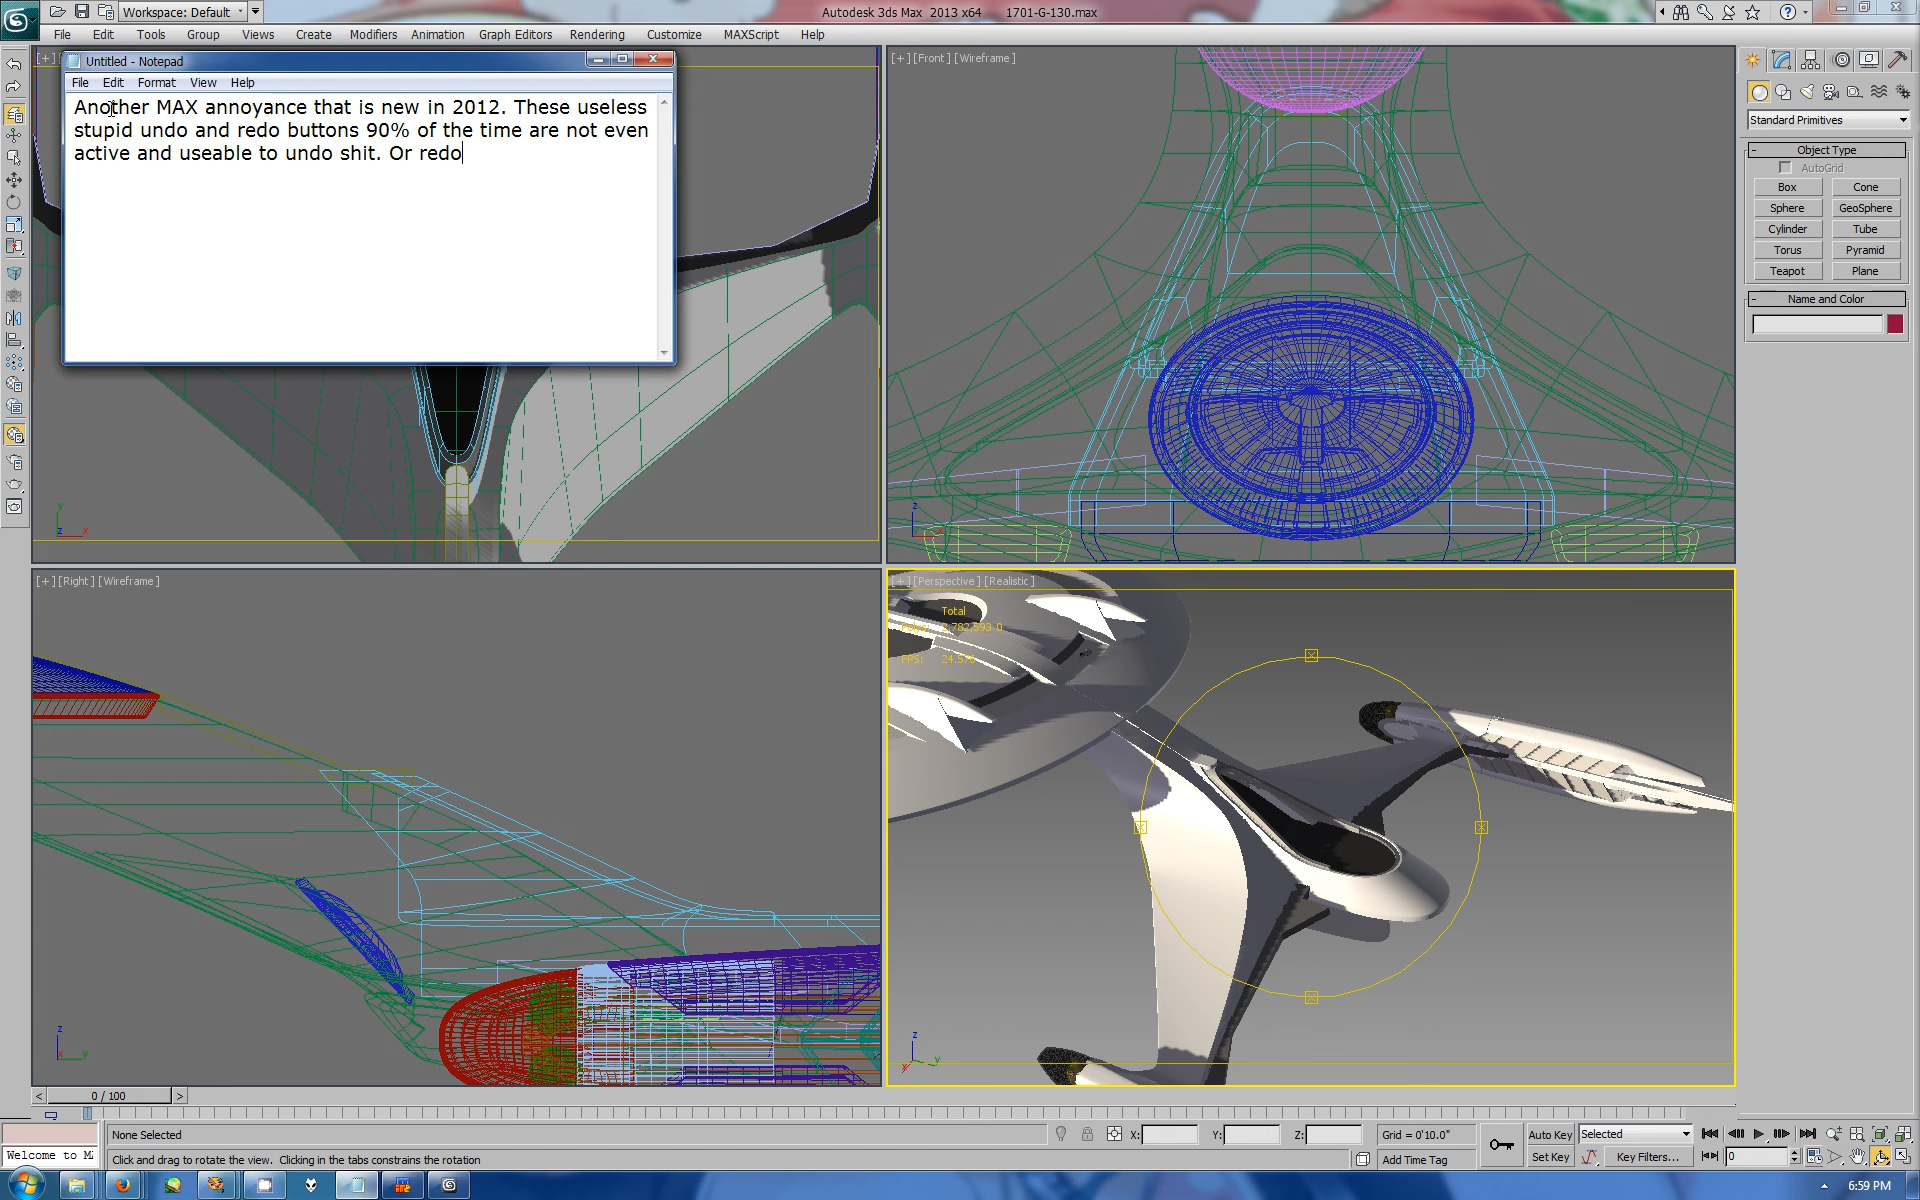 Workspace: Default
Autodesk 3ds Max 2013 x64 1701-G-130.max
File Edit Tools Group Views Create Modifiers Animation Graph Editors Rendering Customize MAXScript Help
Untitled - Notepad
File Edit Format View Help
Another MAX annoyance that is new in 2012. These useless
stupid undo and redo buttons 90% of the time are not even
active and useable to undo shit. Or redo
[+] [Front] [Wireframe]
Standard Primitives
Object Type
AutoGrid
Box Cone
Sphere GeoSphere
Cylinder Tube
Torus Pyramid
Teapot Plane
Name and Color
[+] [Right] [Wireframe]
[+] [Perspective] [Realistic]
Total
FPS:
0 / 100
None Selected
X: Y: Z:
Grid = 0'10.0"
Auto Key Selected
Welcome to
Click and drag to rotate the view. Clicking in the tabs constrains the rotation
Add Time Tag
Set Key Key Filters...
0
6:59 PM